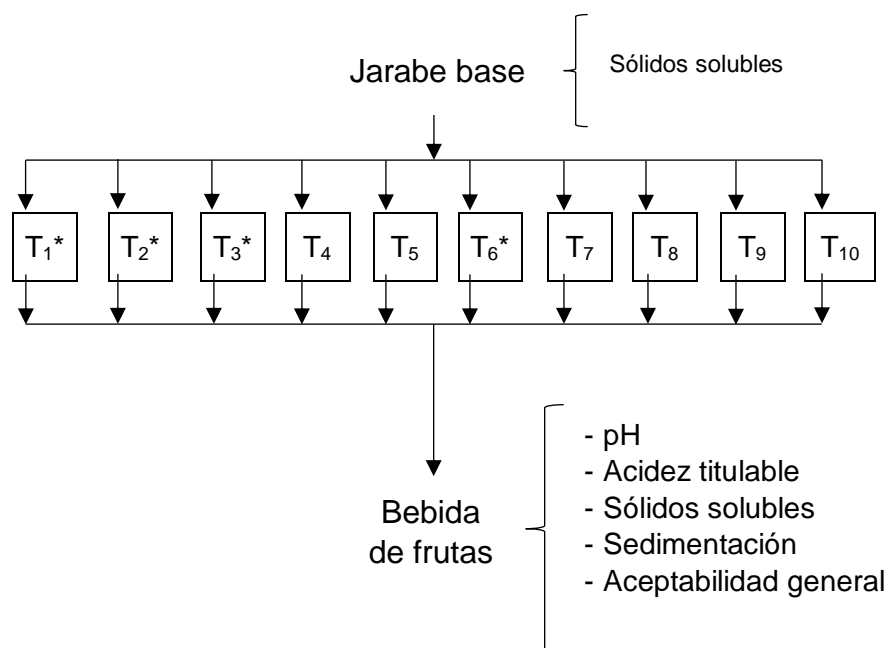 Jarabe base
Sólidos solubles
T₁* T₂* T₃* T₄ T₅ T₆* T₇ T₈ T₉ T₁₀
Bebida
de frutas
- pH
- Acidez titulable
- Sólidos solubles
- Sedimentación
- Aceptabilidad general